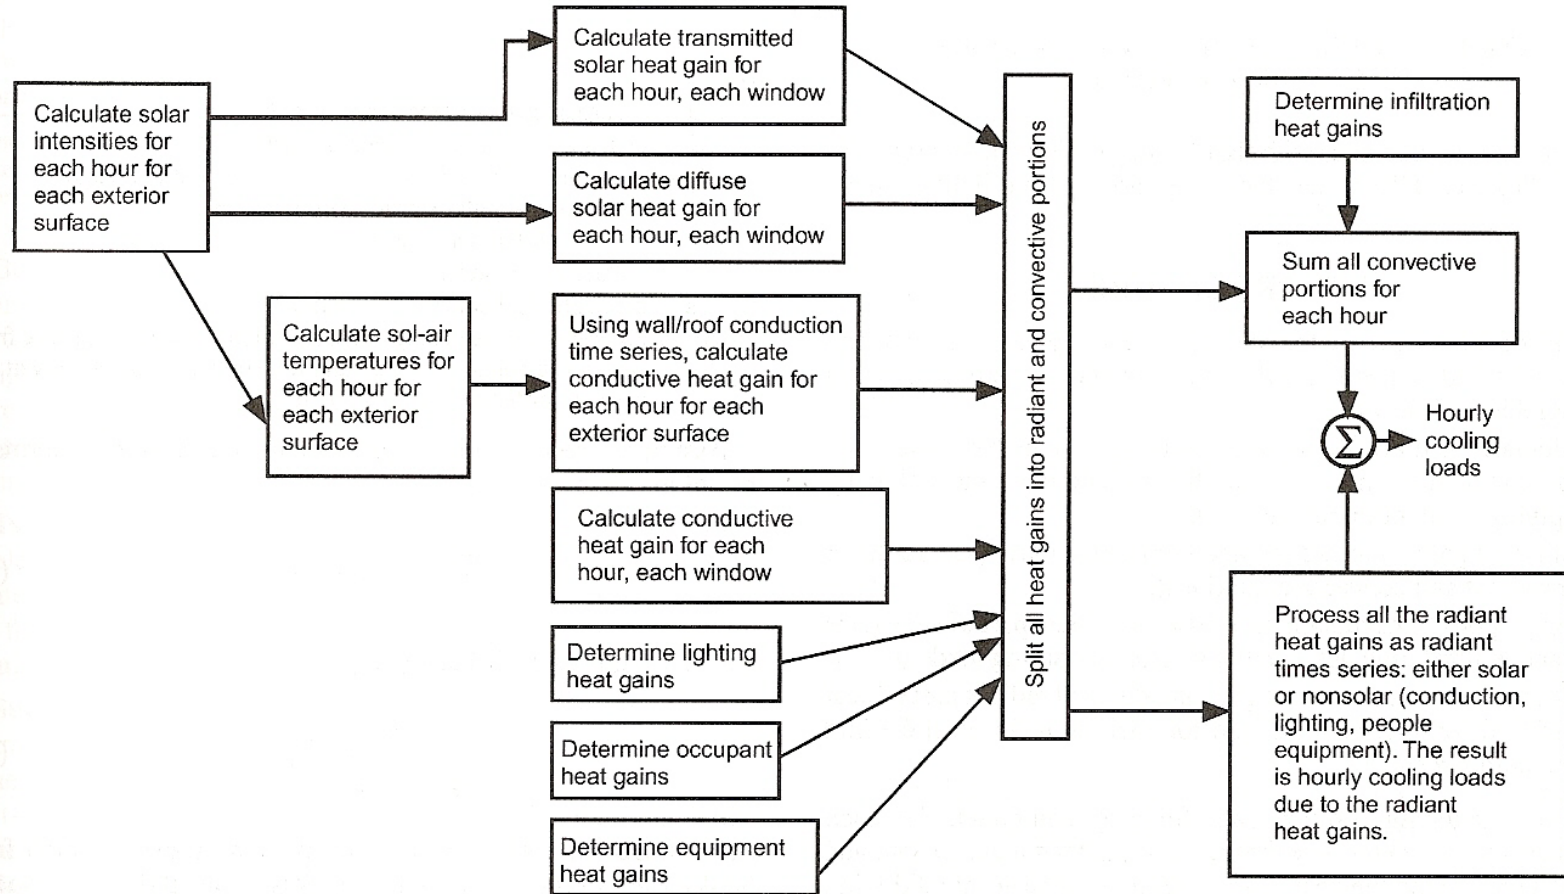 Calculate solar
intensities for
each hour for
each exterior
surface
Calculate transmitted
solar heat gain for
each hour, each window
Calculate diffuse
solar heat gain for
each hour, each window
Calculate sol-air
temperatures for
each hour for
each exterior
surface
Using wall/roof conduction
time series, calculate
conductive heat gain for
each hour for each
exterior surface
Calculate conductive
heat gain for each
hour, each window
Determine lighting
heat gains
Determine occupant
heat gains
Determine equipment
heat gains
Split all heat gains into radiant and convective portions
Determine infiltration
heat gains
Sum all convective
portions for
each hour
Σ
Hourly
cooling
loads
Process all the radiant
heat gains as radiant
times series: either solar
or nonsolar (conduction,
lighting, people
equipment). The result
is hourly cooling loads
due to the radiant
heat gains.